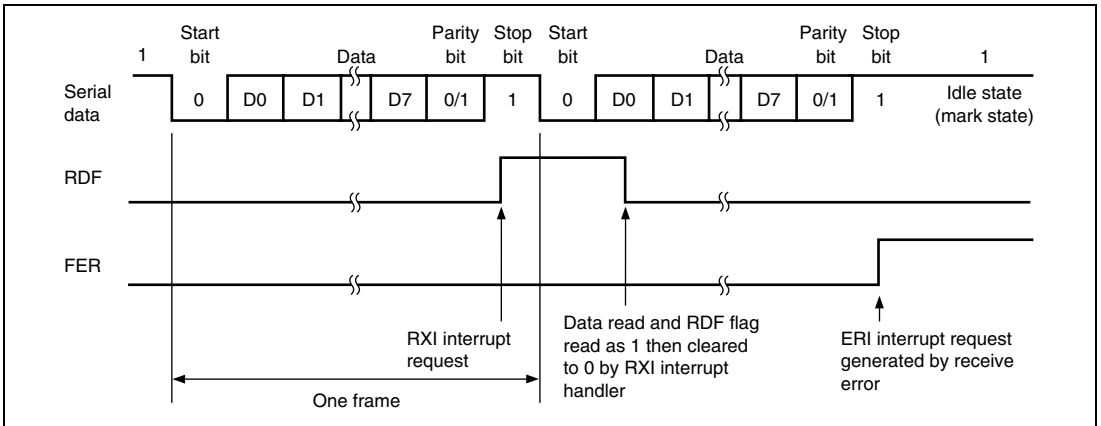 Start Parity Stop Start Parity Stop
1 bit Data bit bit bit Data bit bit 1
Serial data 0 D0 D1 D7 0/1 1 0 D0 D1 D7 0/1 1 Idle state (mark state)
RDF
FER
RXI interrupt
request
Data read and RDF flag
read as 1 then cleared
to 0 by RXI interrupt
handler
ERI interrupt request
generated by receive
error
One frame